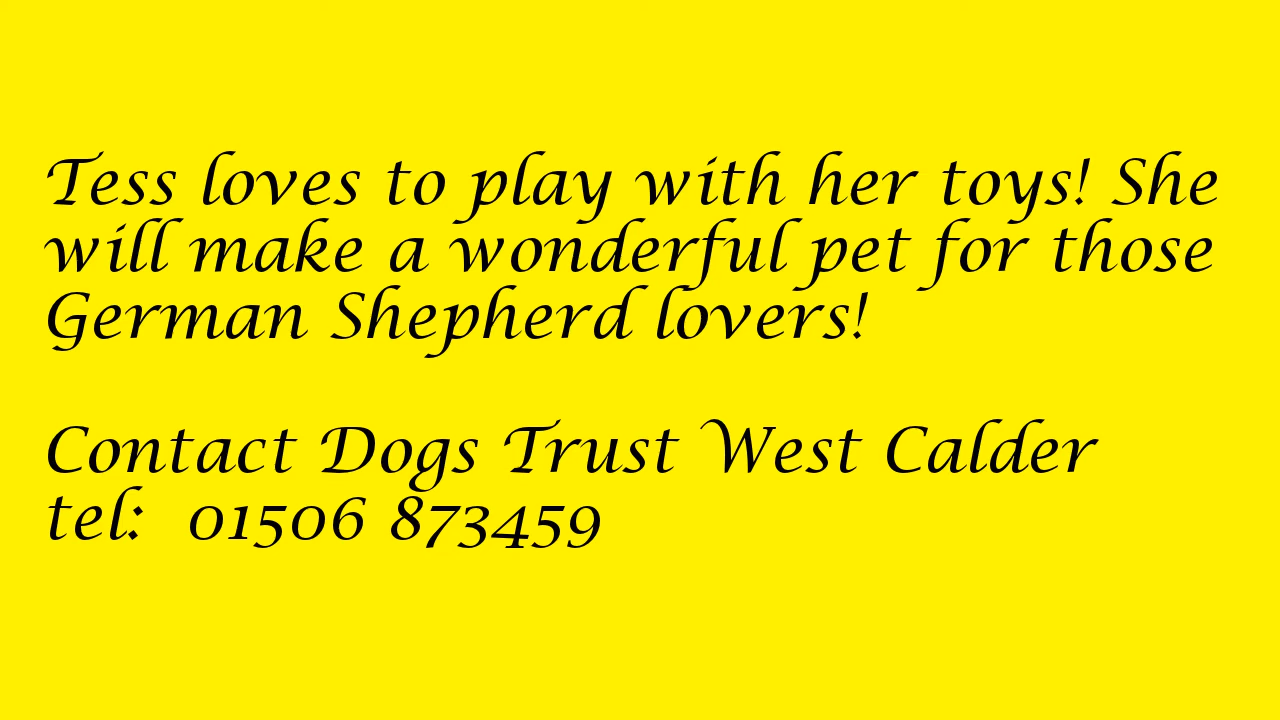 Tess loves to play with her toys! She
will make a wonderful pet for those
German Shepherd lovers!
Contact Dogs Trust West Calder
tel: 01506 873459